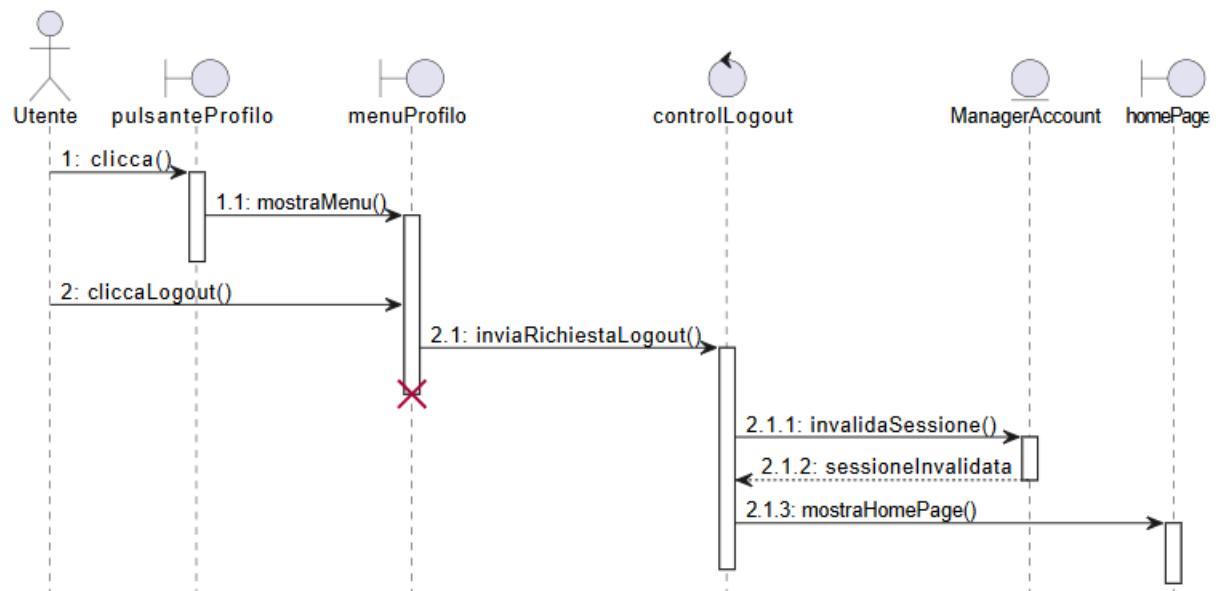 Utente
pulsanteProfilo
menuProfilo
controlLogout
ManagerAccount
homePage
1: clicca()
1.1: mostraMenu()
2: cliccaLogout()
2.1: inviaRichiestaLogout()
2.1.1: invalidaSessione()
2.1.2: sessioneInvalidata
2.1.3: mostraHomePage()